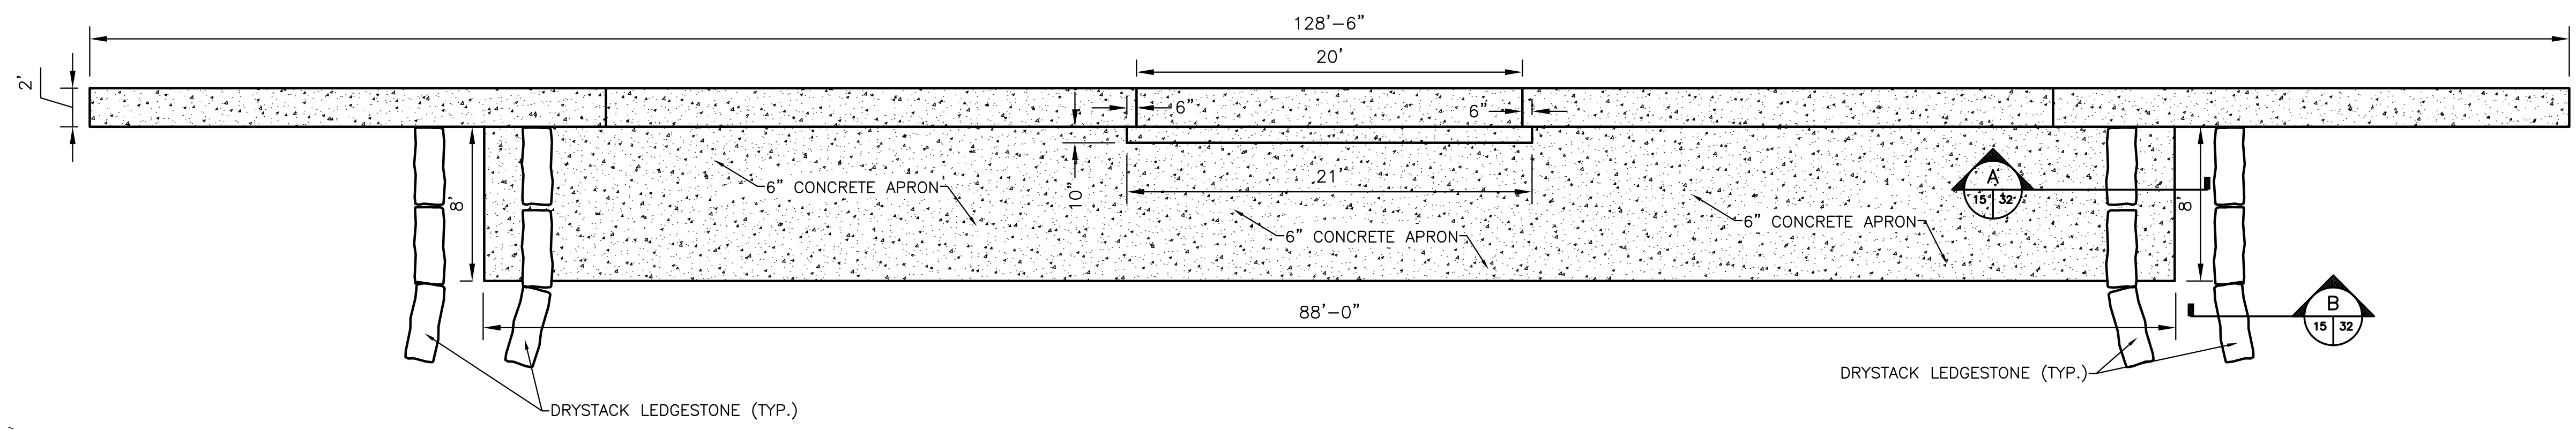 128'-6"
20'
2'
6"
6"
10"
21'
8'
6" CONCRETE APRON
6" CONCRETE APRON
6" CONCRETE APRON
A
15 32
8'
88'-0"
B
15 32
DRYSTACK LEDGESTONE (TYP.)
DRYSTACK LEDGESTONE (TYP.)